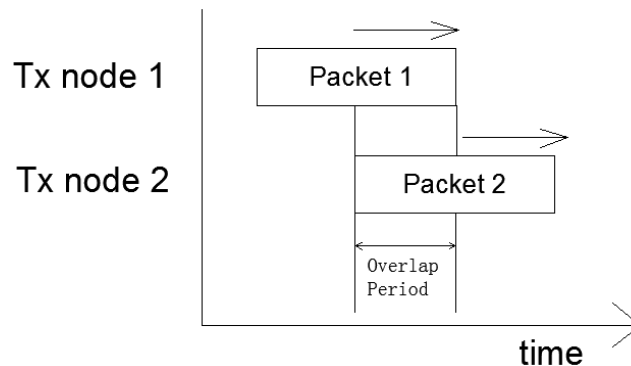 Tx node 1
Packet 1
Tx node 2
Packet 2
Overlap
Period
time